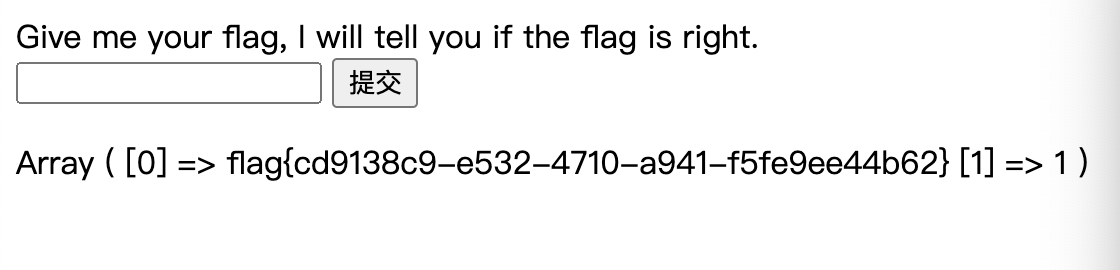 Give me your flag, I will tell you if the flag is right.
提交
Array ( [0] => flag{cd9138c9-e532-4710-a941-f5fe9ee44b62} [1] => 1 )